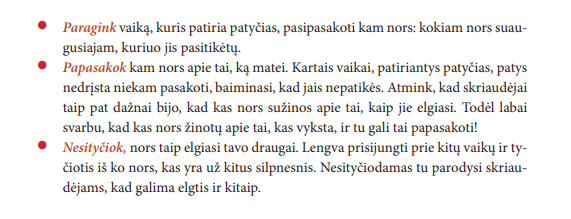 • Paragink vaiką, kuris patiria patyčias, pasipasakoti kam nors: kokiam nors suau-
gusiajam, kuriuo jis pasitikėtų.
• Papasakok kam nors apie tai, ką matei. Kartais vaikai, patiriantys patyčias, patys
nedrįsta niekam pasakoti, baiminasi, kad jais nepatikės. Atmink, kad skriaudėjai
taip pat dažnai bijo, kad kas nors sužinos apie tai, kaip jie elgiasi. Todėl labai
svarbu, kad kas nors žinotų apie tai, kas vyksta, ir tu gali tai papasakoti!
• Nesityčiok, nors taip elgiasi tavo draugai. Lengva prisijungti prie kitų vaikų ir ty-
čiotis iš ko nors, kas yra už kitus silpnesnis. Nesityčiodamas tu parodysi skriau-
dėjams, kad galima elgtis ir kitaip.